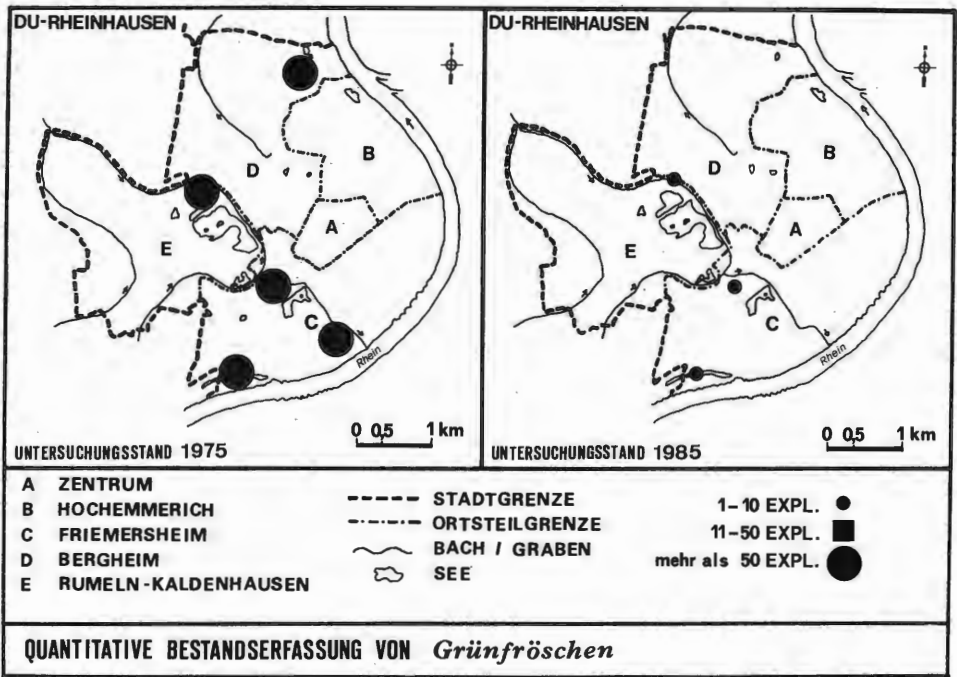 DU-RHEINHAUSEN
D
B
A
E
C
Rhein
0 0,5 1 km
UNTERSUCHUNGSSTAND 1975
DU-RHEINHAUSEN
D
B
A
E
C
Rhein
0 0,5 1 km
UNTERSUCHUNGSSTAND 1985
A ZENTRUM
B HOCHEMMERICH
C FRIEMERSHEIM
D BERGHEIM
E RUMELN-KALDENHAUSEN
STADTGRENZE
ORTSTEILGRENZE
BACH / GRABEN
SEE
1-10 EXPL.
11-50 EXPL.
mehr als 50 EXPL.
QUANTITATIVE BESTANDSERFASSUNG VON Grünfröschen